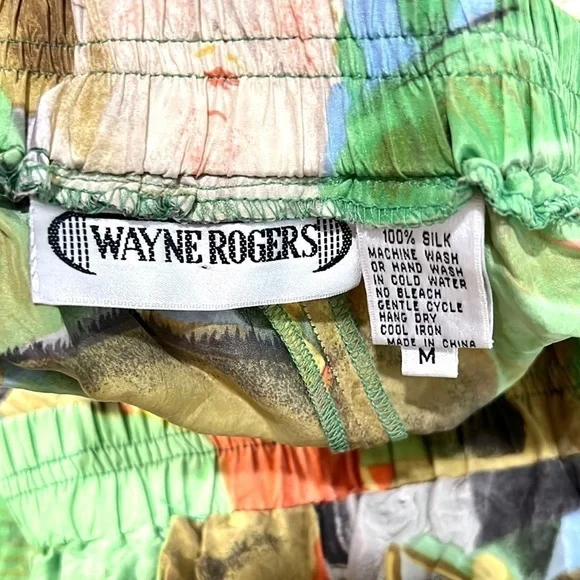 WAYNE ROGERS
100% SILK
MACHINE WASH
OR HAND WASH
IN COLD WATER
NO BLEACH
GENTLE CYCLE
HANG DRY
COOL IRON
MADE IN CHINA
M